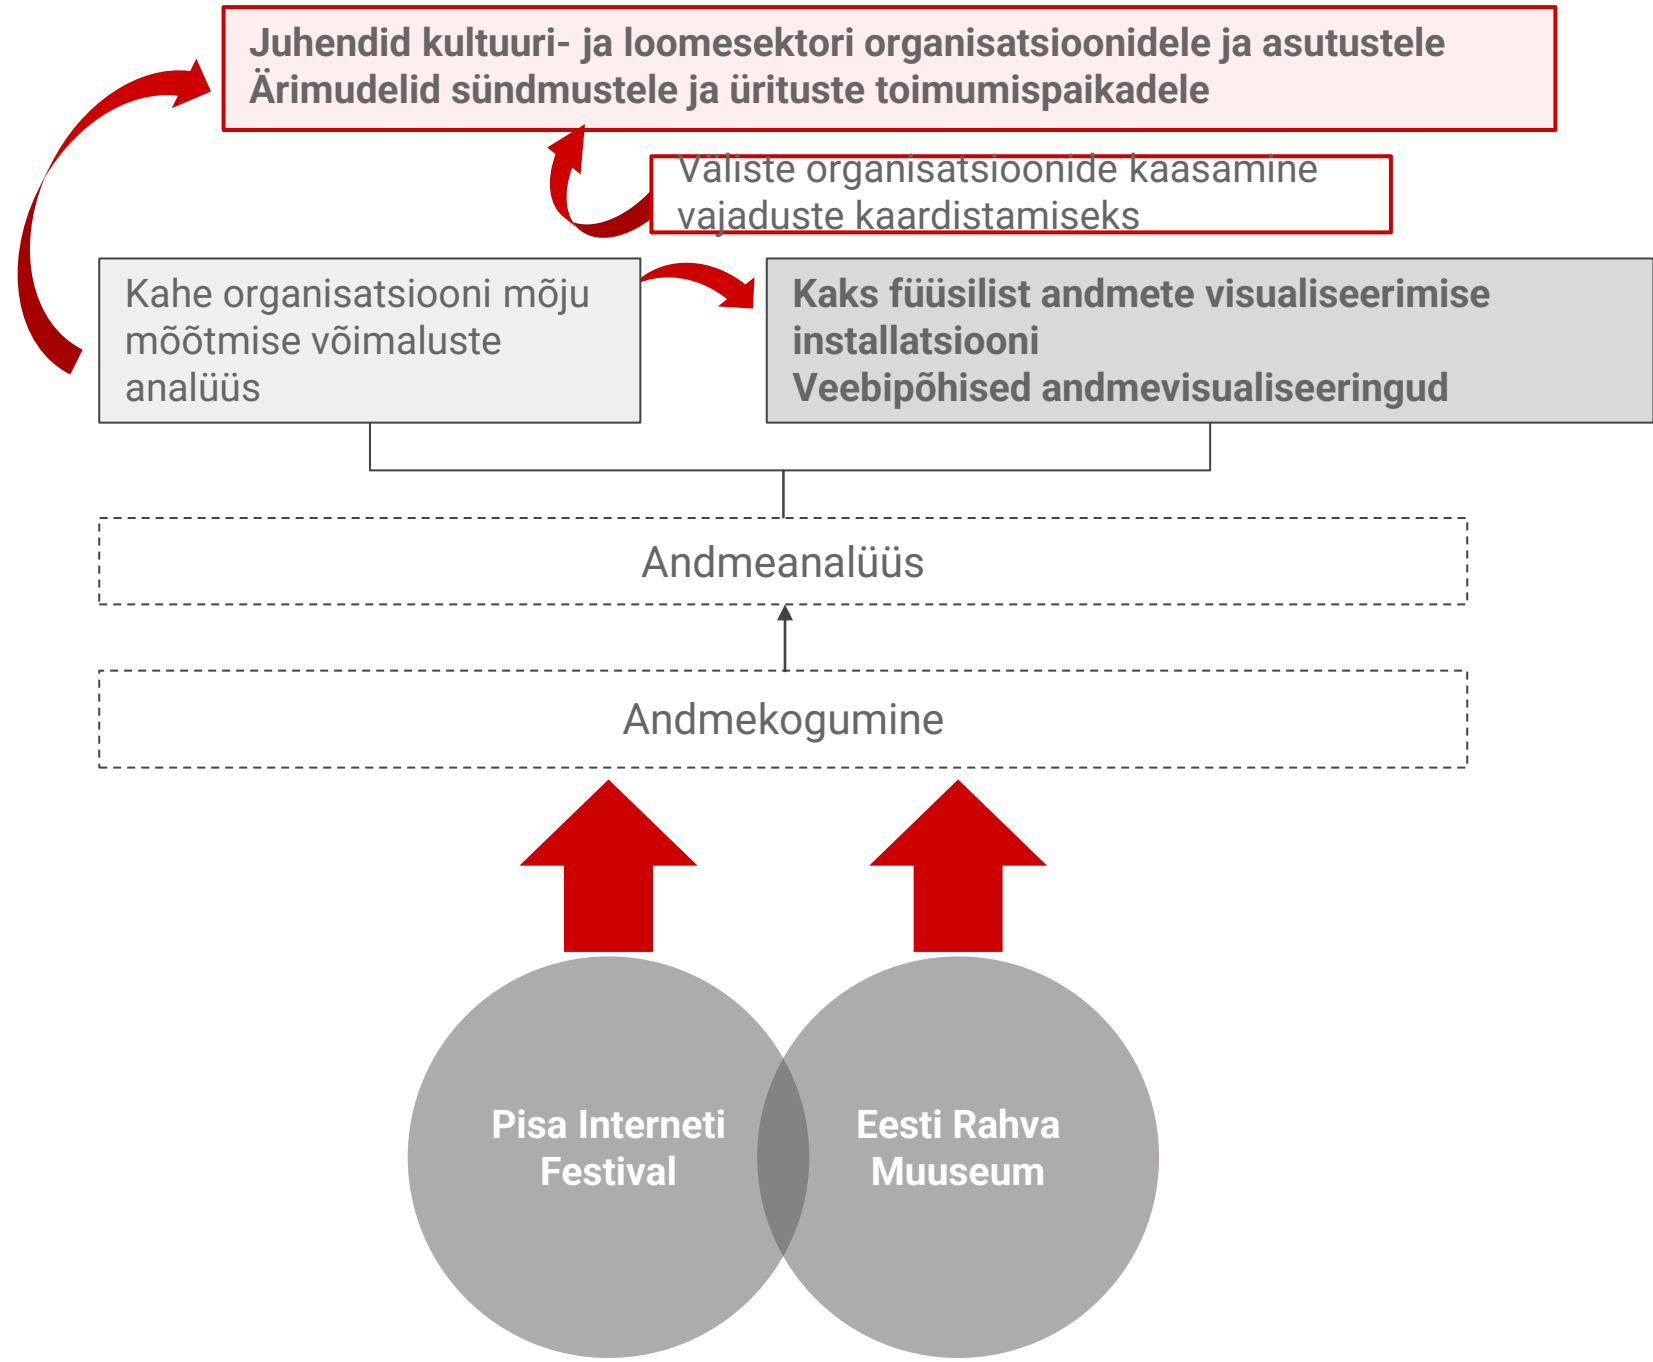 Juhendid kultuuri- ja loomesektori organisatsioonidele ja asutustele
Ärimudelid sündmustele ja ürituste toimumispaikadele
Väliste organisatsioonide kaasamine
vajaduste kaardistamiseks
Kahe organisatsiooni mõju
mõõtmise võimaluste
analüüs
Kaks füüsilist andmete visualiseerimise
installatsiooni
Veebipõhised andmevisualiseeringud
Andmeanalüüs
Andmekogumine
Pisa Interneti
Festival
Eesti Rahva
Muuseum